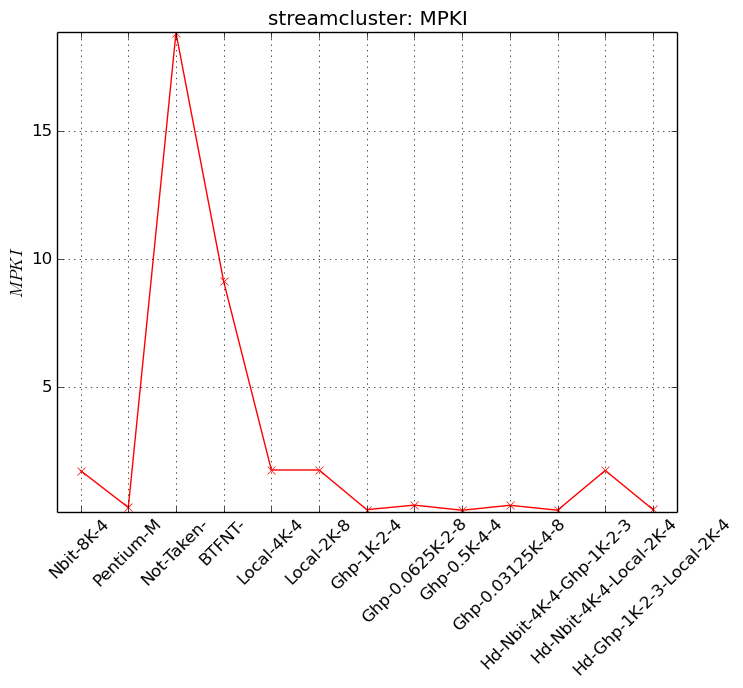 streamcluster: MPKI
15
10
5
MPKI
Nbit-8K-4
Pentium-M
Not-Taken-
BTFNT-
Local-4K-4
Local-2K-8
Ghp-1K-2-4
Ghp-0.0625K-2-8
Ghp-0.5K-4-4
Ghp-0.03125K-4-8
Hd-Nbit-4K-4-Ghp-1K-2-3
Hd-Nbit-4K-4-Local-2K-4
Hd-Ghp-1K-2-3-Local-2K-4